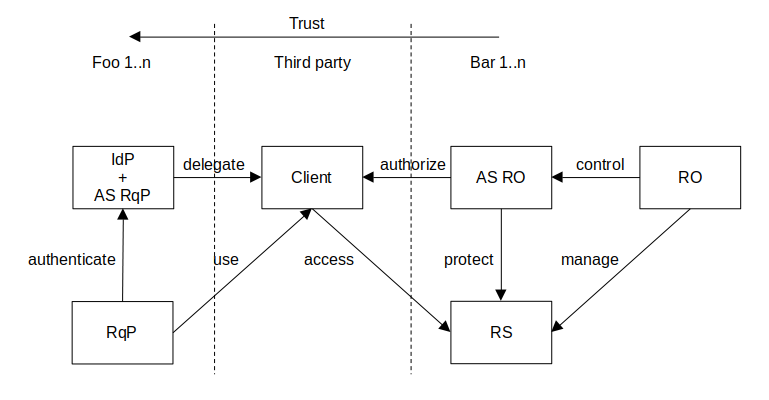 Trust
Foo 1..n
Third party
Bar 1..n
IdP
+
AS RqP
delegate
Client
authorize
AS RO
control
RO
authenticate
use
access
protect
manage
RqP
RS